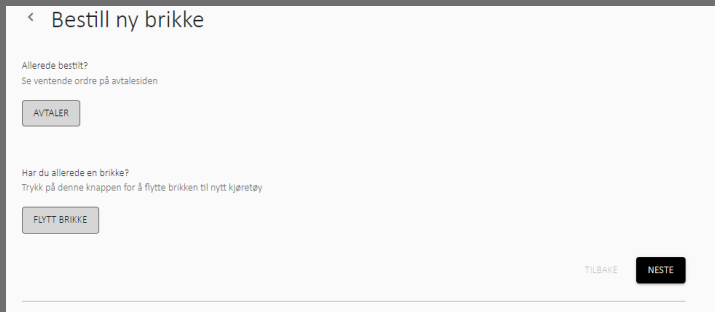 Bestill ny brikke
Allerede bestilt?
Se ventende ordre på avtalesiden
AVTALER
Har du allerede en brikke?
Trykk på denne knappen for å flytte brikken til nytt kjøretøy
FLYTT BRIKKE
TILBAKE NESTE